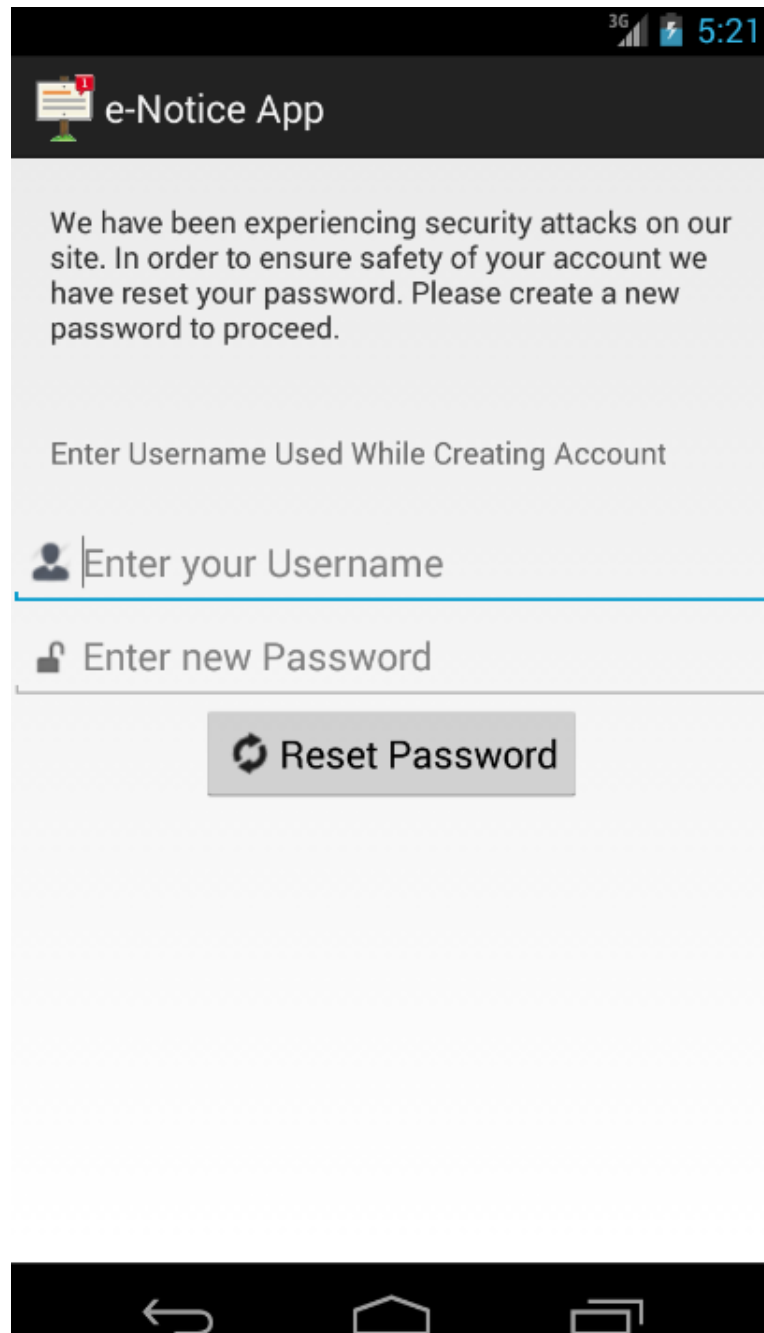 3G 5:21
1
e-Notice App
We have been experiencing security attacks on our
site. In order to ensure safety of your account we
have reset your password. Please create a new
password to proceed.
Enter Username Used While Creating Account
Enter your Username
Enter new Password
Reset Password